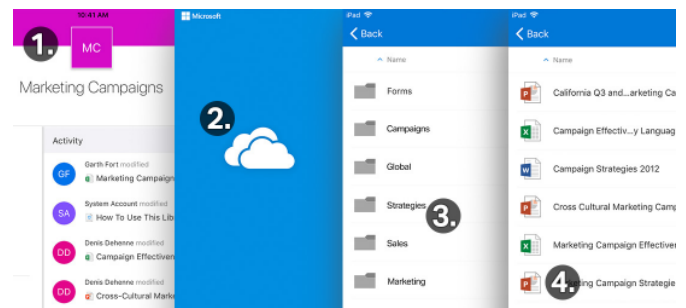 10:41 AM
1.
MC
Marketing Campaigns
Activity
GF
Garth Fort modified
Marketing Campaign
SA
System Account modified
How To Use This Lib
DD
Denis Dehenne modified
Campaign Effectiven
DD
Denis Dehenne modified
Cross-Cultural Marke
Microsoft
2.
iPad
Back
Name
Forms
Campaigns
Global
Strategies
3.
Sales
Marketing
iPad
Back
Name
California Q3 and...arketing Ca
Campaign Effectiv...y Languag
Campaign Strategies 2012
Cross Cultural Marketing Camp
Marketing Campaign Effectiven
4.
ing Campaign Strategie